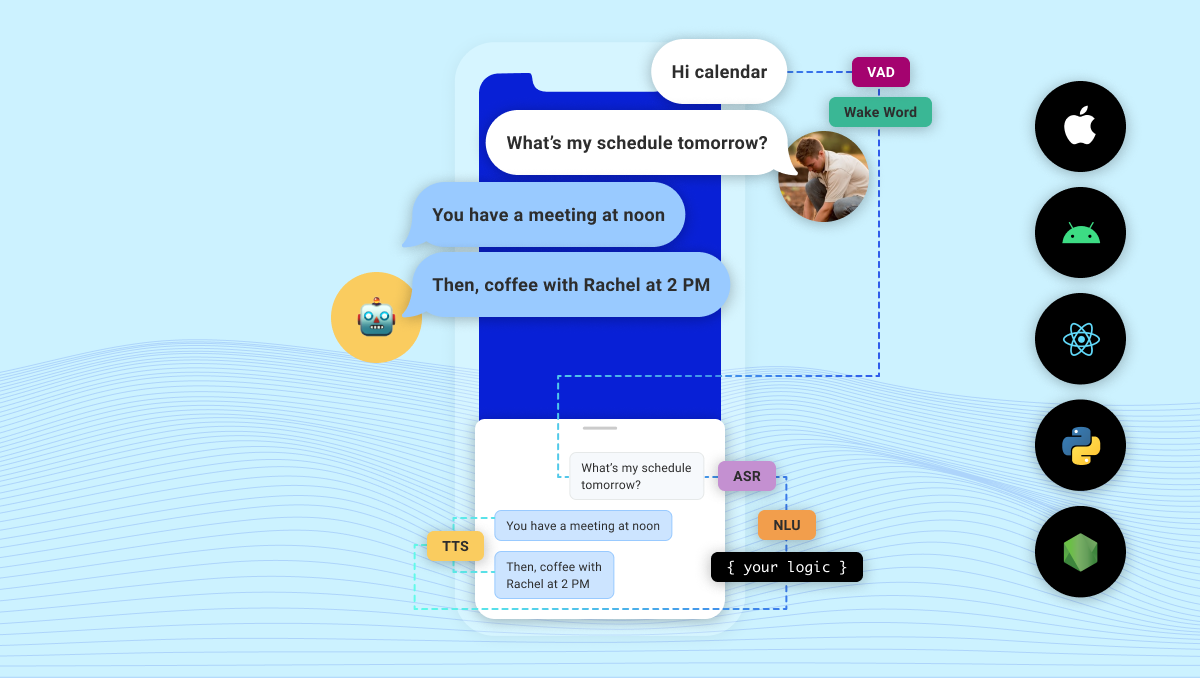 Hi calendar
VAD
Wake Word
What’s my schedule tomorrow?
You have a meeting at noon
Then, coffee with Rachel at 2 PM
What’s my schedule
tomorrow?
ASR
You have a meeting at noon
NLU
TTS
Then, coffee with
Rachel at 2 PM
{ your logic }